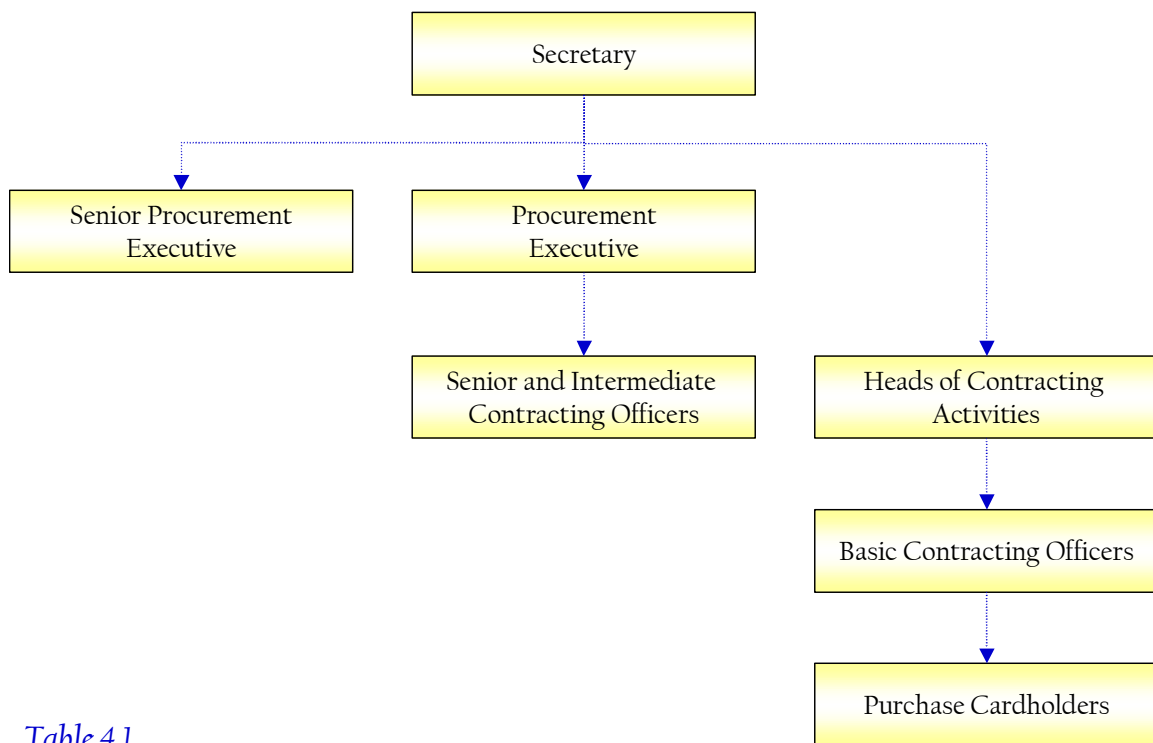 Secretary
Senior Procurement
Executive
Procurement
Executive
Senior and Intermediate
Contracting Officers
Heads of Contracting
Activities
Basic Contracting Officers
Purchase Cardholders
Table 4.1